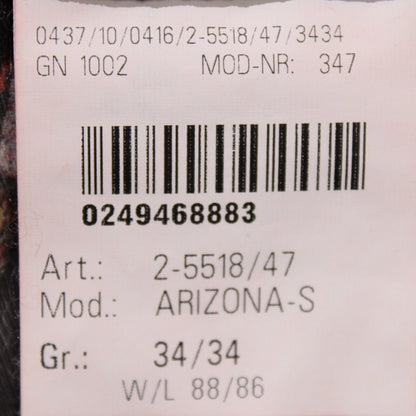 0437/10/0416/2-5518/47/3434
GN 1002 MOD-NR: 347
0249468883
Art.: 2-5518/47
Mod.: ARIZONA-S
Gr.: 34/34
W/L 88/86